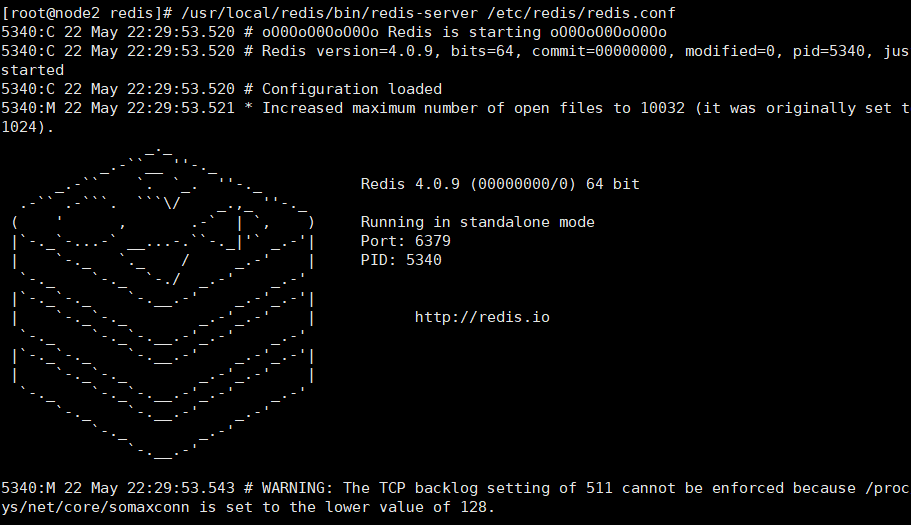 [root@node2 redis]# /usr/local/redis/bin/redis-server /etc/redis/redis.conf
5340:C 22 May 22:29:53.520 # oO0OoO0OoO0Oo Redis is starting oO0OoO0OoO0Oo
5340:C 22 May 22:29:53.520 # Redis version=4.0.9, bits=64, commit=00000000, modified=0, pid=5340, jus
started
5340:C 22 May 22:29:53.520 # Configuration loaded
5340:M 22 May 22:29:53.521 * Increased maximum number of open files to 10032 (it was originally set t
1024).
Redis 4.0.9 (00000000/0) 64 bit
Running in standalone mode
Port: 6379
PID: 5340
http://redis.io
5340:M 22 May 22:29:53.543 # WARNING: The TCP backlog setting of 511 cannot be enforced because /proc
ys/net/core/somaxconn is set to the lower value of 128.